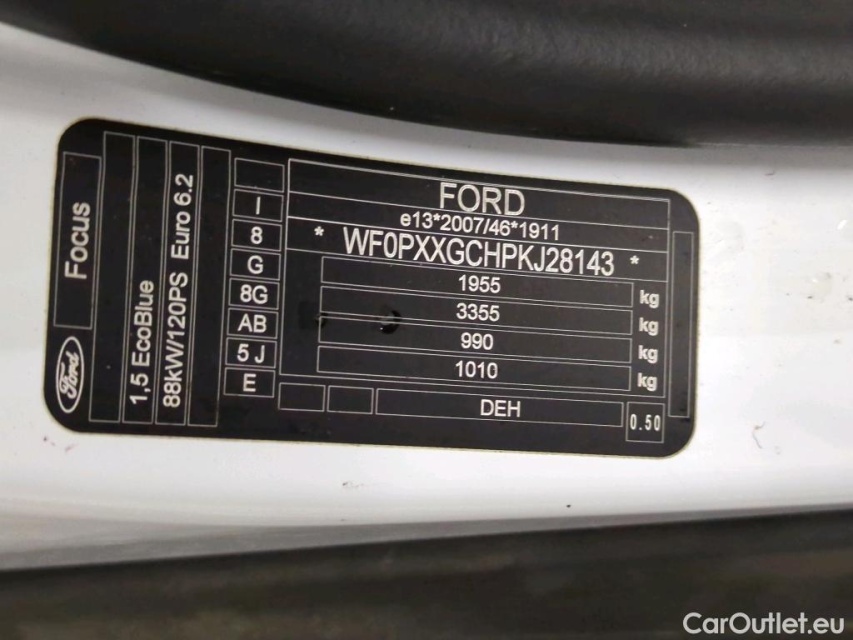 Ford
Focus
1,5 EcoBlue
88kW/120PS Euro 6.2
I
8
G
8G
AB
5 J
E
FORD
e13*2007/46*1911
* WF0PXXGCHPKJ28143 *
1955 kg
3355 kg
990 kg
1010 kg
DEH 0.50
CarOutlet.eu